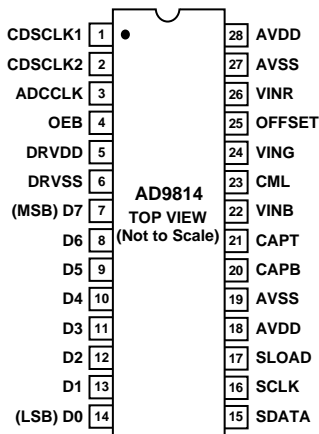 CDSCLK1 1 28 AVDD
CDSCLK2 2 27 AVSS
ADCCLK 3 26 VINR
OEB 4 25 OFFSET
DRVDD 5 24 VING
DRVSS 6 23 CML
(MSB) D7 7 22 VINB
D6 8 21 CAPT
D5 9 20 CAPB
D4 10 19 AVSS
D3 11 18 AVDD
D2 12 17 SLOAD
D1 13 16 SCLK
(LSB) D0 14 15 SDATA
AD9814
TOP VIEW
(Not to Scale)